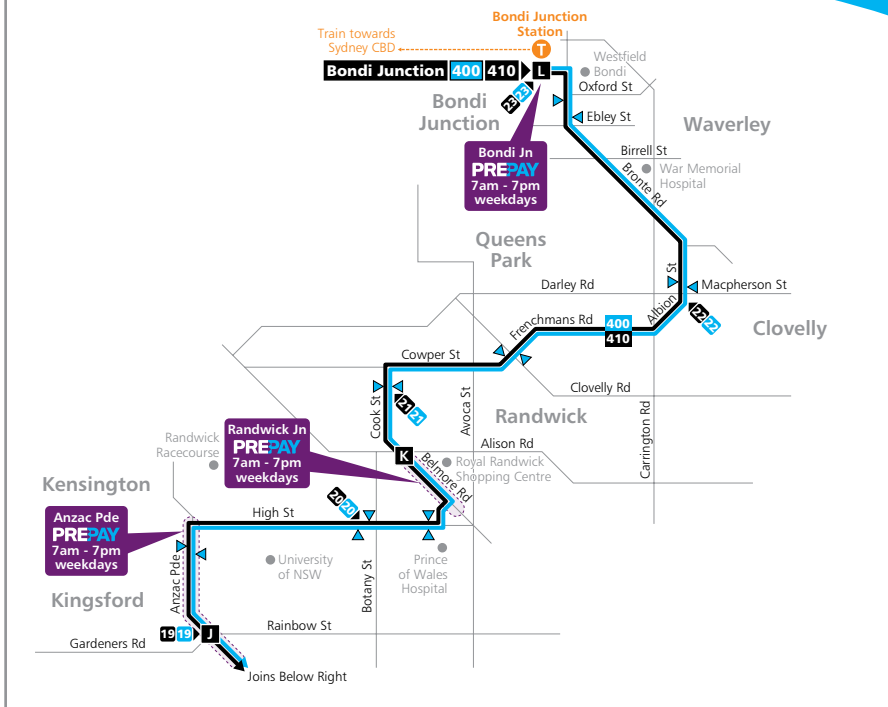 Bondi Junction
Station
Train towards
Sydney CBD
T
Bondi Junction 400 410
L
Westfield
Bondi
Oxford St
23 23
Bondi
Junction
Ebley St
Waverley
Bondi Jn
PREPAY
7am - 7pm
weekdays
Birrell St
War Memorial
Hospital
Bronte Rd
Queens
Park
Darley Rd
Macpherson St
Albion St
22 22
Clovelly
Frenchmans Rd
400
410
Cowper St
Clovelly Rd
Cook St
21 21
Avoca St
Randwick
Carrington Rd
Randwick Jn
PREPAY
7am - 7pm
weekdays
Randwick
Racecourse
Alison Rd
K
Belmore Rd
Royal Randwick
Shopping Centre
Kensington
20 20
High St
Anzac Pde
PREPAY
7am - 7pm
weekdays
University
of NSW
Botany St
Prince
of Wales
Hospital
Anzac Pde
Kingsford
19 19
J
Rainbow St
Gardeners Rd
Joins Below Right